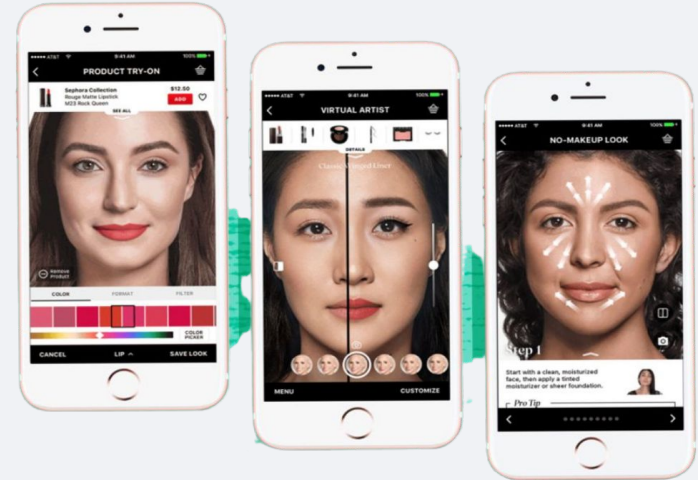 AT&T 9:41 AM 100%
PRODUCT TRY-ON
Sephora Collection $12.50
Rouge Matte Lipstick
M23 Rock Queen
ADD
SEE ALL
Remove
Product
COLOR FORMAT FILTER
COLOR
PICKER
CANCEL LIP SAVE LOOK
AT&T 9:41 AM 100%
VIRTUAL ARTIST
DETAILS
Classic Winged Liner
MENU CUSTOMIZE
AT&T 9:41 AM 100%
NO-MAKEUP LOOK
Step 1
Start with a clean, moisturized
face, then apply a tinted
moisturizer or sheer foundation.
Pro Tip